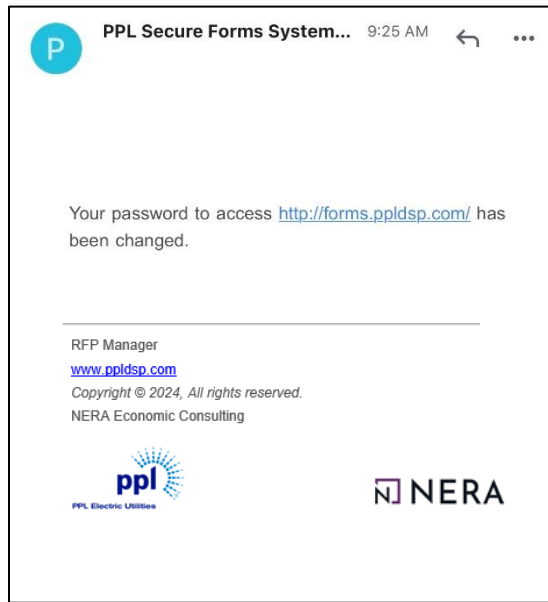 P
PPL Secure Forms System... 9:25 AM
Your password to access http://forms.ppldsp.com/ has
been changed.
RFP Manager
www.ppldsp.com
Copyright © 2024, All rights reserved.
NERA Economic Consulting
ppl
PPL Electric Utilities
N NERA